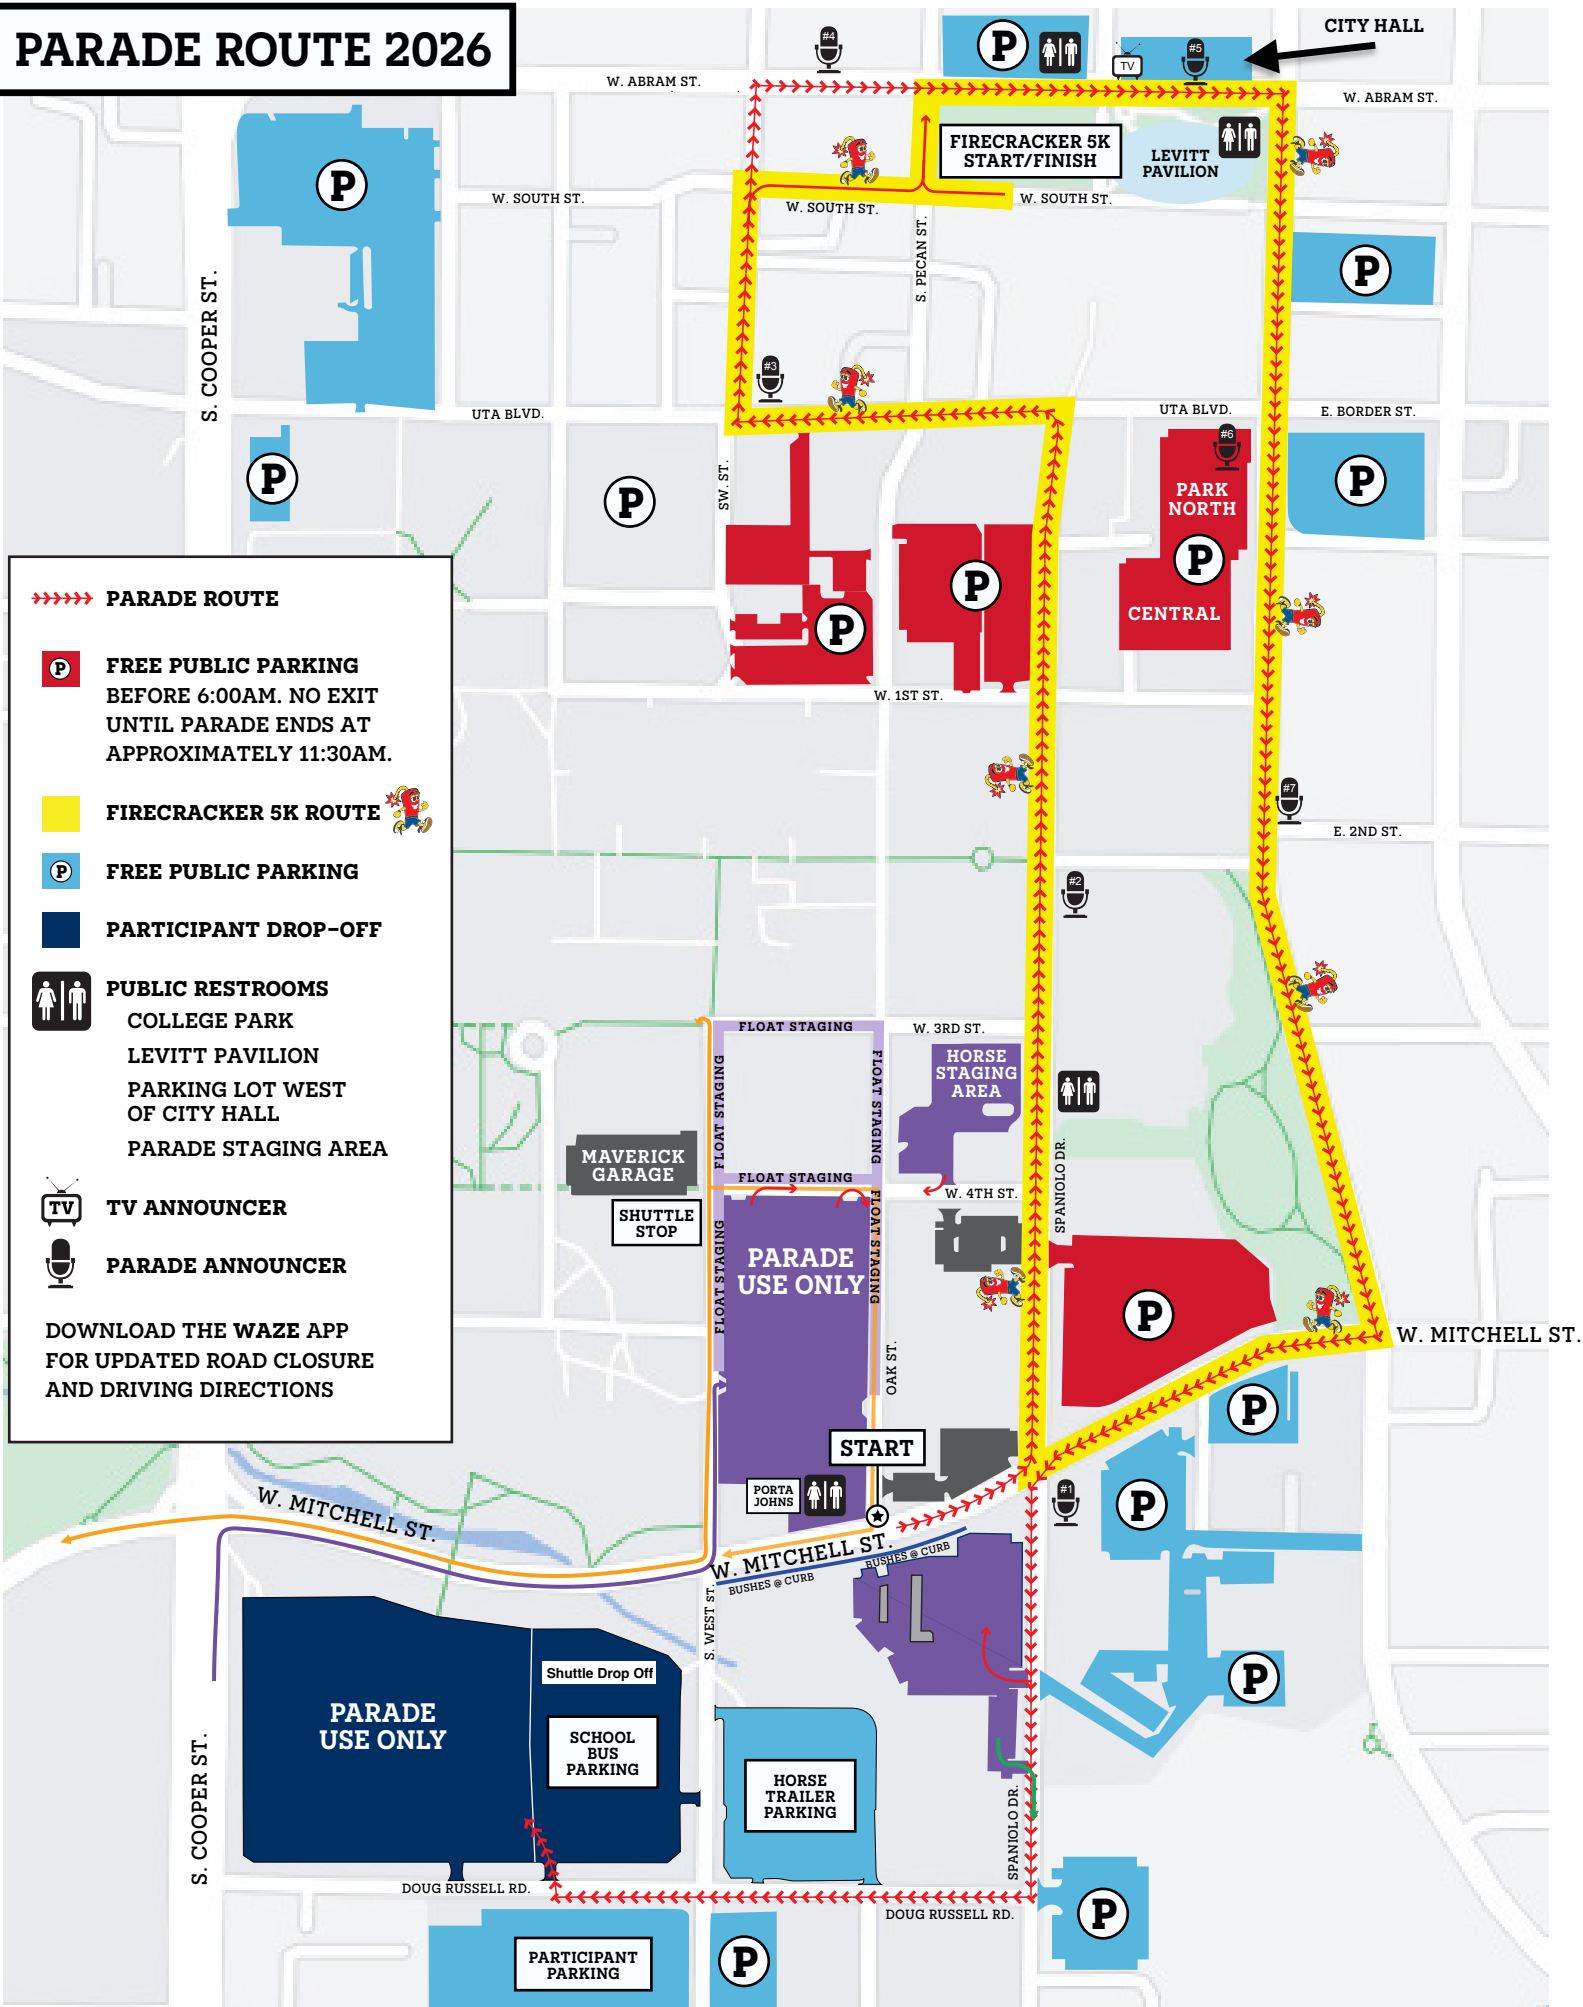 PARADE ROUTE 2026
CITY HALL
#4
P
TV
#5
W. ABRAM ST.
W. ABRAM ST.
FIRECRACKER 5K
START/FINISH
LEVITT
PAVILION
P
W. SOUTH ST.
W. SOUTH ST.
W. SOUTH ST.
S. PECAN ST.
P
S. COOPER ST.
#3
UTA BLVD.
UTA BLVD.
E. BORDER ST.
#6
P
P
SW. ST.
PARK
NORTH
P
P
CENTRAL
P
P
P
W. 1ST ST.
PARADE ROUTE
P
FREE PUBLIC PARKING
BEFORE 6:00AM. NO EXIT
UNTIL PARADE ENDS AT
APPROXIMATELY 11:30AM.
FIRECRACKER 5K ROUTE
P
FREE PUBLIC PARKING
PARTICIPANT DROP-OFF
PUBLIC RESTROOMS
COLLEGE PARK
LEVITT PAVILION
PARKING LOT WEST
OF CITY HALL
PARADE STAGING AREA
TV
TV ANNOUNCER
PARADE ANNOUNCER
DOWNLOAD THE WAZE APP
FOR UPDATED ROAD CLOSURE
AND DRIVING DIRECTIONS
#7
E. 2ND ST.
#2
FLOAT STAGING
W. 3RD ST.
FLOAT STAGING
FLOAT STAGING
HORSE
STAGING
AREA
MAVERICK
GARAGE
FLOAT STAGING
W. 4TH ST.
SPANIOLO DR.
SHUTTLE
STOP
FLOAT STAGING
PARADE
USE ONLY
FLOAT STAGING
P
W. MITCHELL ST.
OAK ST.
P
START
PORTA
JOHNS
#1
P
W. MITCHELL ST.
W. MITCHELL ST.
BUSHES @ CURB
BUSHES @ CURB
S. WEST ST.
Shuttle Drop Off
P
PARADE
USE ONLY
SCHOOL
BUS
PARKING
HORSE
TRAILER
PARKING
S. COOPER ST.
SPANIOLO DR.
DOUG RUSSELL RD.
DOUG RUSSELL RD.
P
PARTICIPANT
PARKING
P